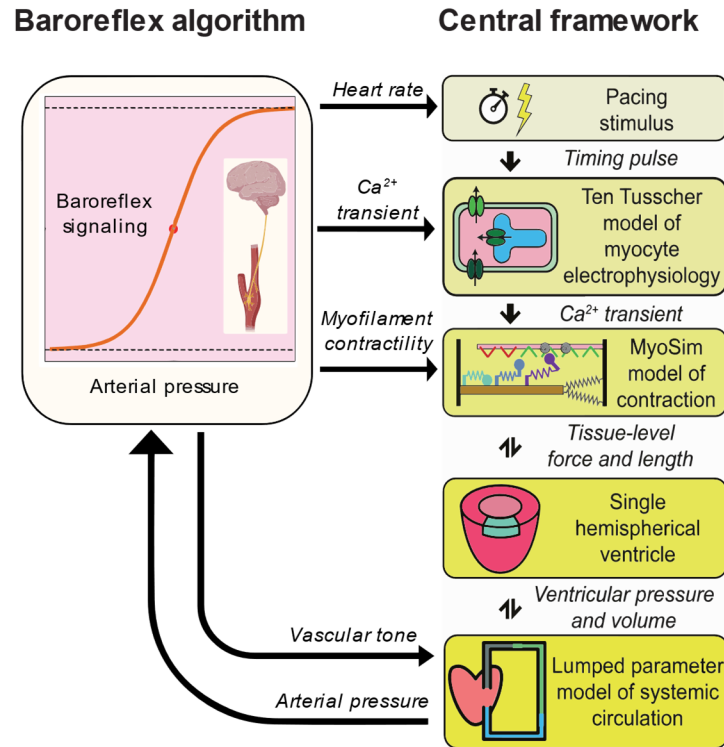 Baroreflex algorithm
Central framework
Baroreflex
signaling
Arterial pressure
Heart rate
Ca²⁺
transient
Myofilament
contractility
Vascular tone
Arterial pressure
Pacing
stimulus
Timing pulse
Ten Tusscher
model of
myocyte
electrophysiology
Ca²⁺ transient
MyoSim
model of
contraction
Tissue-level
force and length
Single
hemispherical
ventricle
Ventricular pressure
and volume
Lumped parameter
model of systemic
circulation